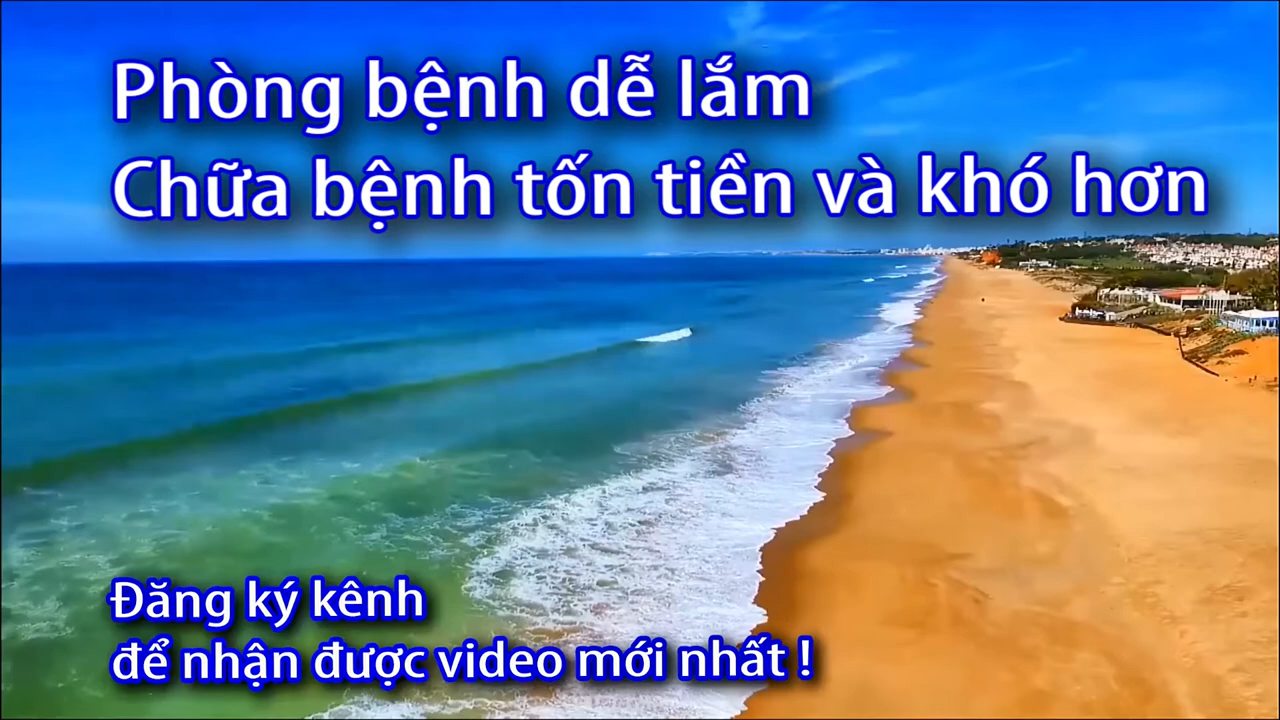 Phòng bệnh dễ lắm
Chữa bệnh tốn tiền và khó hơn
Đăng ký kênh
để nhận được video mới nhất !